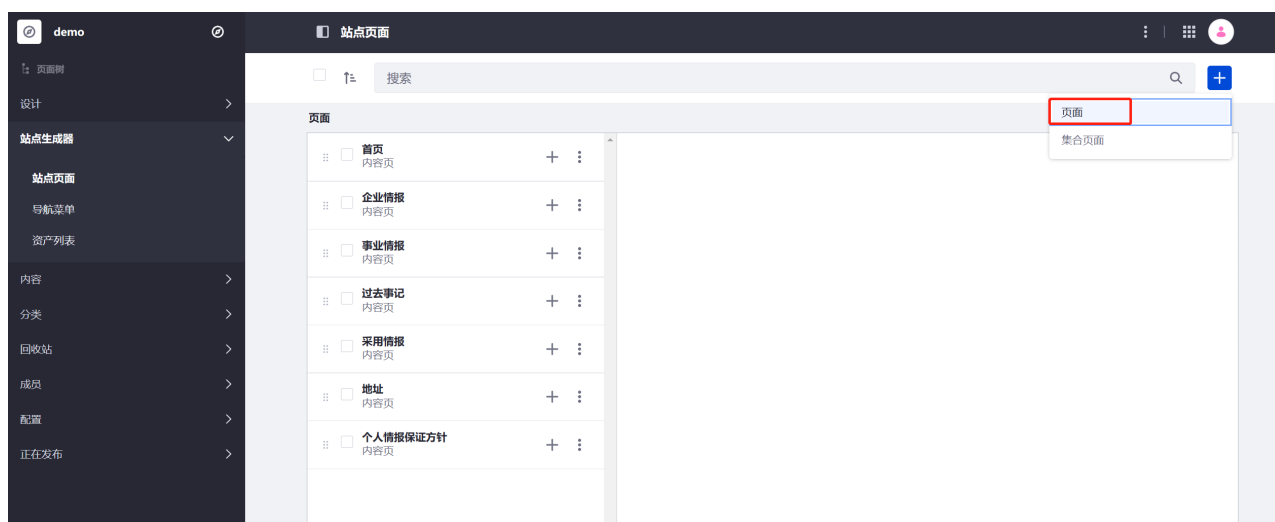 demo
站点页面
页面树
搜索
设计
页面
页面
站点生成器
集合页面
首页
内容页
站点页面
企业情报
内容页
导航菜单
资产列表
事业情报
内容页
内容
过去事记
内容页
分类
回收站
采用情报
内容页
成员
地址
内容页
配置
个人情报保证方针
内容页
正在发布